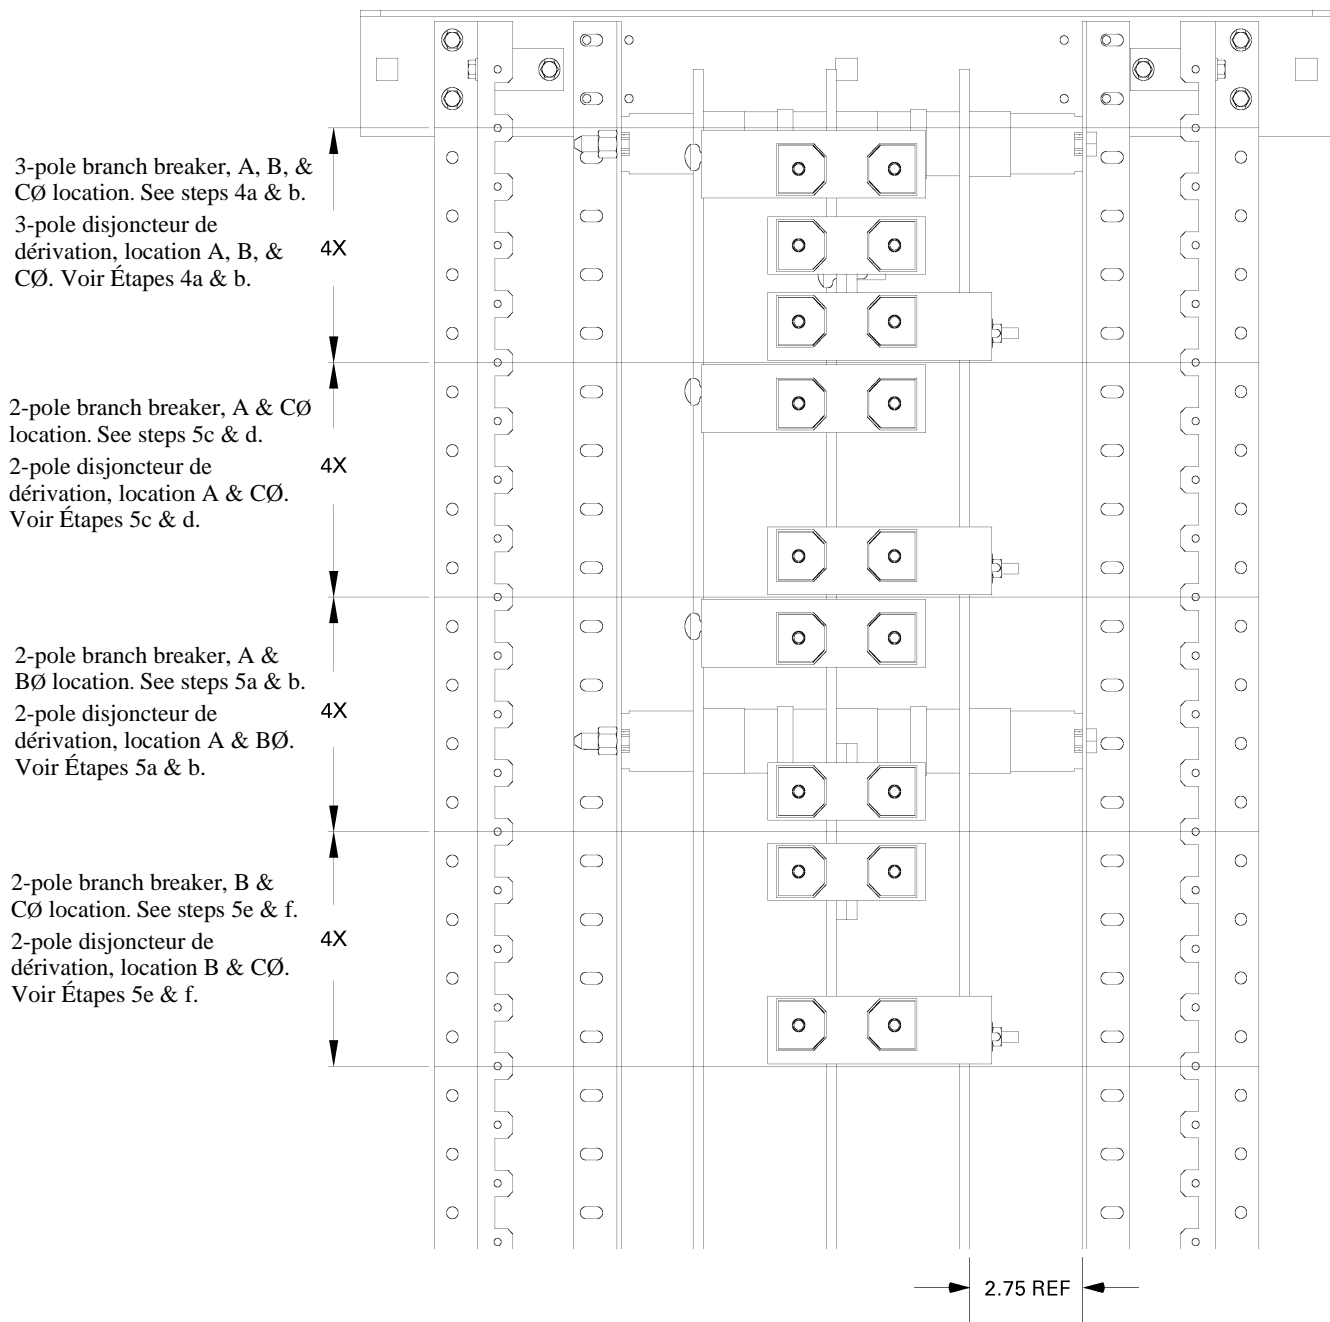 3-pole branch breaker, A, B, &
CØ location. See steps 4a & b.
3-pole disjoncteur de
dérivation, location A, B, &
CØ. Voir Étapes 4a & b.
4X
2-pole branch breaker, A & CØ
location. See steps 5c & d.
2-pole disjoncteur de
dérivation, location A & CØ.
Voir Étapes 5c & d.
4X
2-pole branch breaker, A &
BØ location. See steps 5a & b.
2-pole disjoncteur de
dérivation, location A & BØ.
Voir Étapes 5a & b.
4X
2-pole branch breaker, B &
CØ location. See steps 5e & f.
2-pole disjoncteur de
dérivation, location B & CØ.
Voir Étapes 5e & f.
4X
2.75 REF